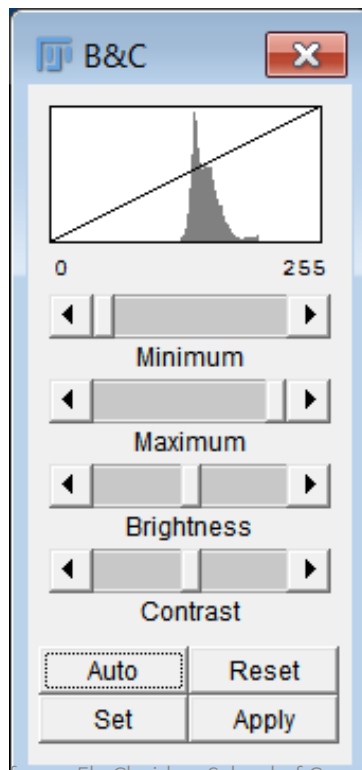 B&C
0 255
Minimum
Maximum
Brightness
Contrast
Auto Reset
Set Apply